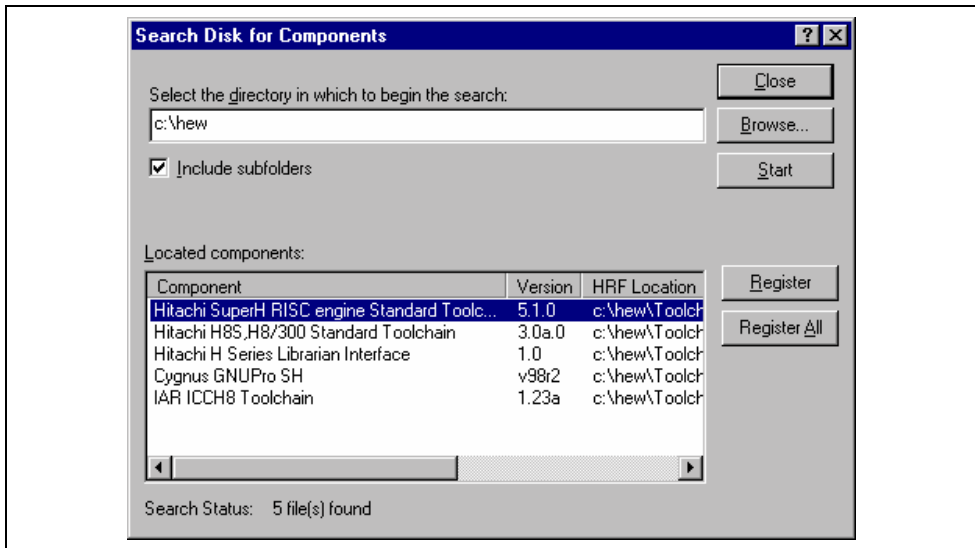 Search Disk for Components
Close
Select the directory in which to begin the search:
c:\hew
Browse...
Include subfolders
Start
Located components:
Component Version HRF Location
Register
Hitachi SuperH RISC engine Standard Toolc... 5.1.0 c:\hew\Toolch
Hitachi H8S,H8/300 Standard Toolchain 3.0a.0 c:\hew\Toolch
Register All
Hitachi H Series Librarian Interface 1.0 c:\hew\Toolch
Cygnus GNUPro SH v98r2 c:\hew\Toolch
IAR ICCH8 Toolchain 1.23a c:\hew\Toolch
Search Status: 5 file(s) found